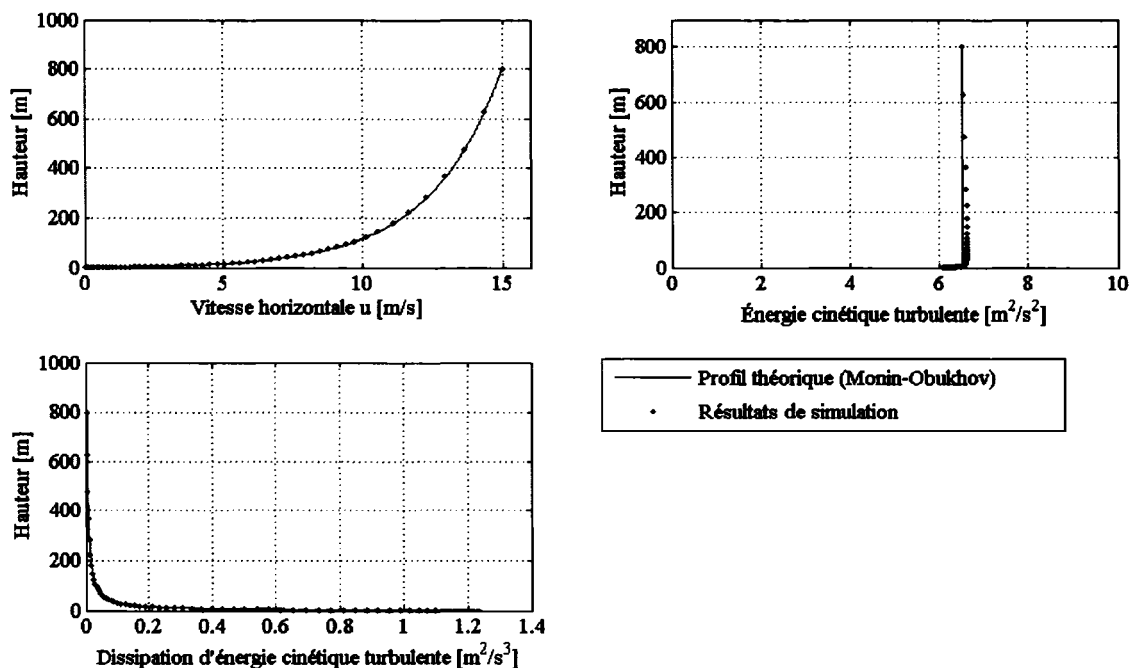 1000
800
600
400
200
0
Hauteur [m]
0 5 10 15
Vitesse horizontale u [m/s]
800
600
400
200
0
Hauteur [m]
0 2 4 6 8 10
Énergie cinétique turbulente [m²/s²]
1000
800
600
400
200
0
Hauteur [m]
0 0.2 0.4 0.6 0.8 1 1.2 1.4
Dissipation d'énergie cinétique turbulente [m²/s³]
Profil théorique (Monin-Obukhov)
Résultats de simulation